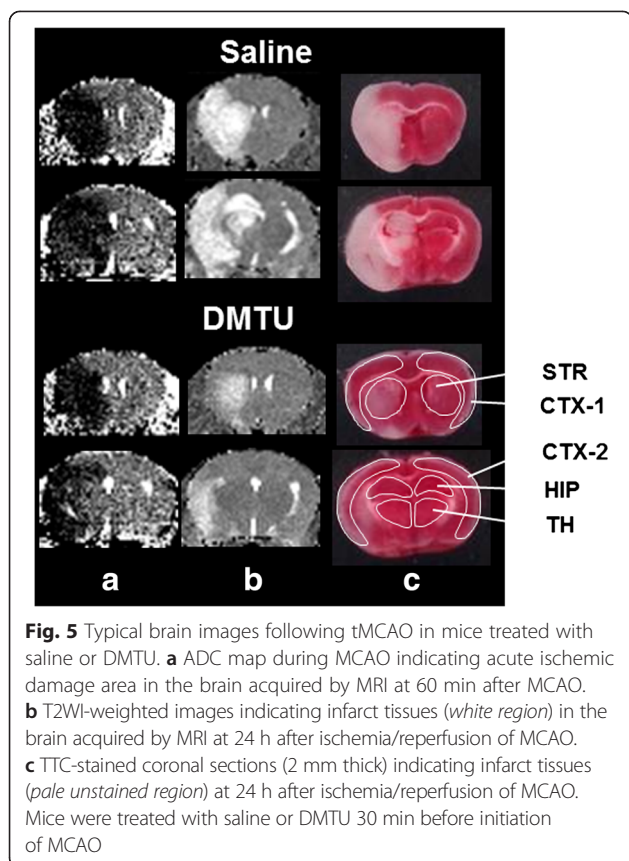 Saline
DMTU
STR
CTX-1
CTX-2
HIP
TH
a b c
Fig. 5 Typical brain images following tMCAO in mice treated with
saline or DMTU. a ADC map during MCAO indicating acute ischemic
damage area in the brain acquired by MRI at 60 min after MCAO.
b T2WI-weighted images indicating infarct tissues (white region) in the
brain acquired by MRI at 24 h after ischemia/reperfusion of MCAO.
c TTC-stained coronal sections (2 mm thick) indicating infarct tissues
(pale unstained region) at 24 h after ischemia/reperfusion of MCAO.
Mice were treated with saline or DMTU 30 min before initiation
of MCAO